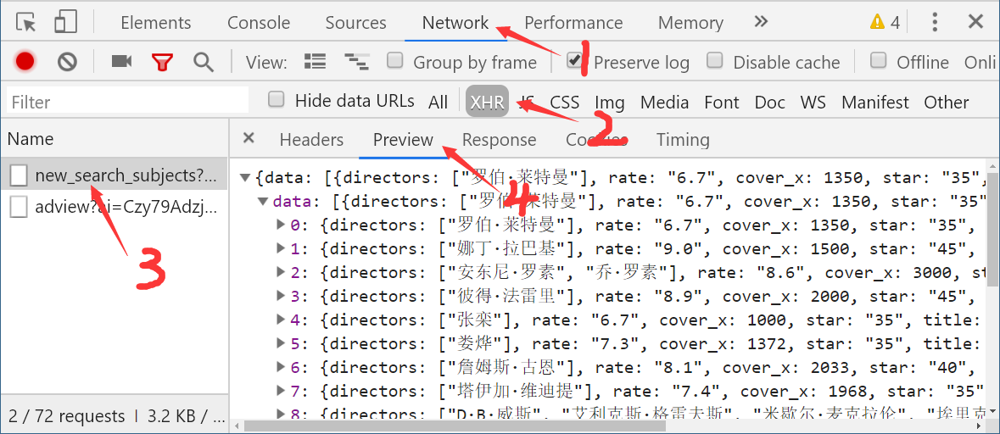 Elements Console Sources Network Performance Memory 4
View: Group by frame Preserve log Disable cache Offline Onli
1
Filter Hide data URLs All XHR JS CSS Img Media Font Doc WS Manifest Other
2
Name Headers Preview Response Cookies Timing
new_search_subjects?...
adview?ai=Czy79Adzj...
3
4
{data: [{directors: ["罗伯·莱特曼"], rate: "6.7", cover_x: 1350, star: "35",
data: [{directors: ["罗伯·莱特曼"], rate: "6.7", cover_x: 1350, star: "35"
0: {directors: ["罗伯·莱特曼"], rate: "6.7", cover_x: 1350, star: "35",
1: {directors: ["娜丁·拉巴基"], rate: "9.0", cover_x: 1500, star: "45",
2: {directors: ["安东尼·罗素", "乔·罗素"], rate: "8.6", cover_x: 3000, st
3: {directors: ["彼得·法雷里"], rate: "8.9", cover_x: 2000, star: "45",
4: {directors: ["张栾"], rate: "6.7", cover_x: 1000, star: "35", title:
5: {directors: ["娄烨"], rate: "7.3", cover_x: 1372, star: "35", title:
6: {directors: ["詹姆斯·古恩"], rate: "8.1", cover_x: 2033, star: "40",
7: {directors: ["塔伊加·维迪提"], rate: "7.4", cover_x: 1968, star: "35"
8: {directors: ["D·B·威斯", "艾利克斯·格雷夫斯", "米歇尔·麦克拉伦", "埃里克
2 / 72 requests | 3.2 KB / ...